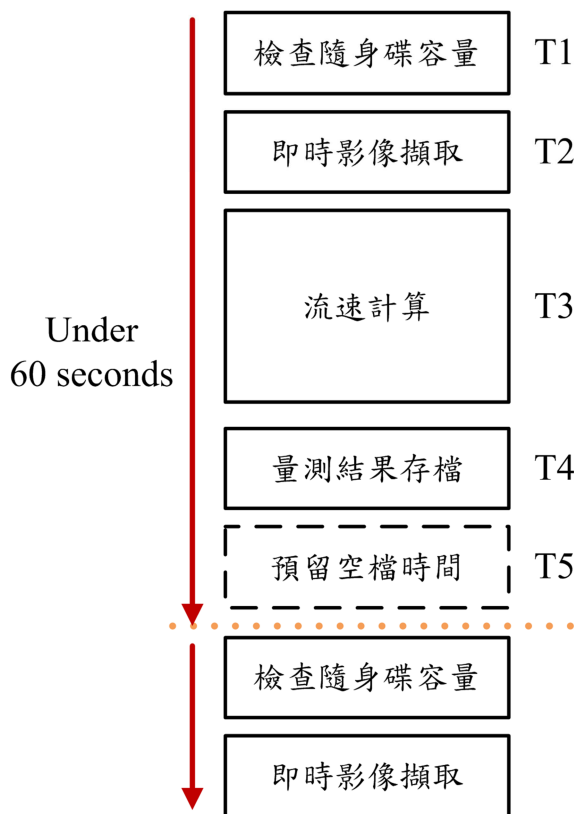 檢查隨身碟容量 T1
即時影像擷取 T2
流速計算 T3
Under
60 seconds
量測結果存檔 T4
預留空檔時間 T5
檢查隨身碟容量
即時影像擷取